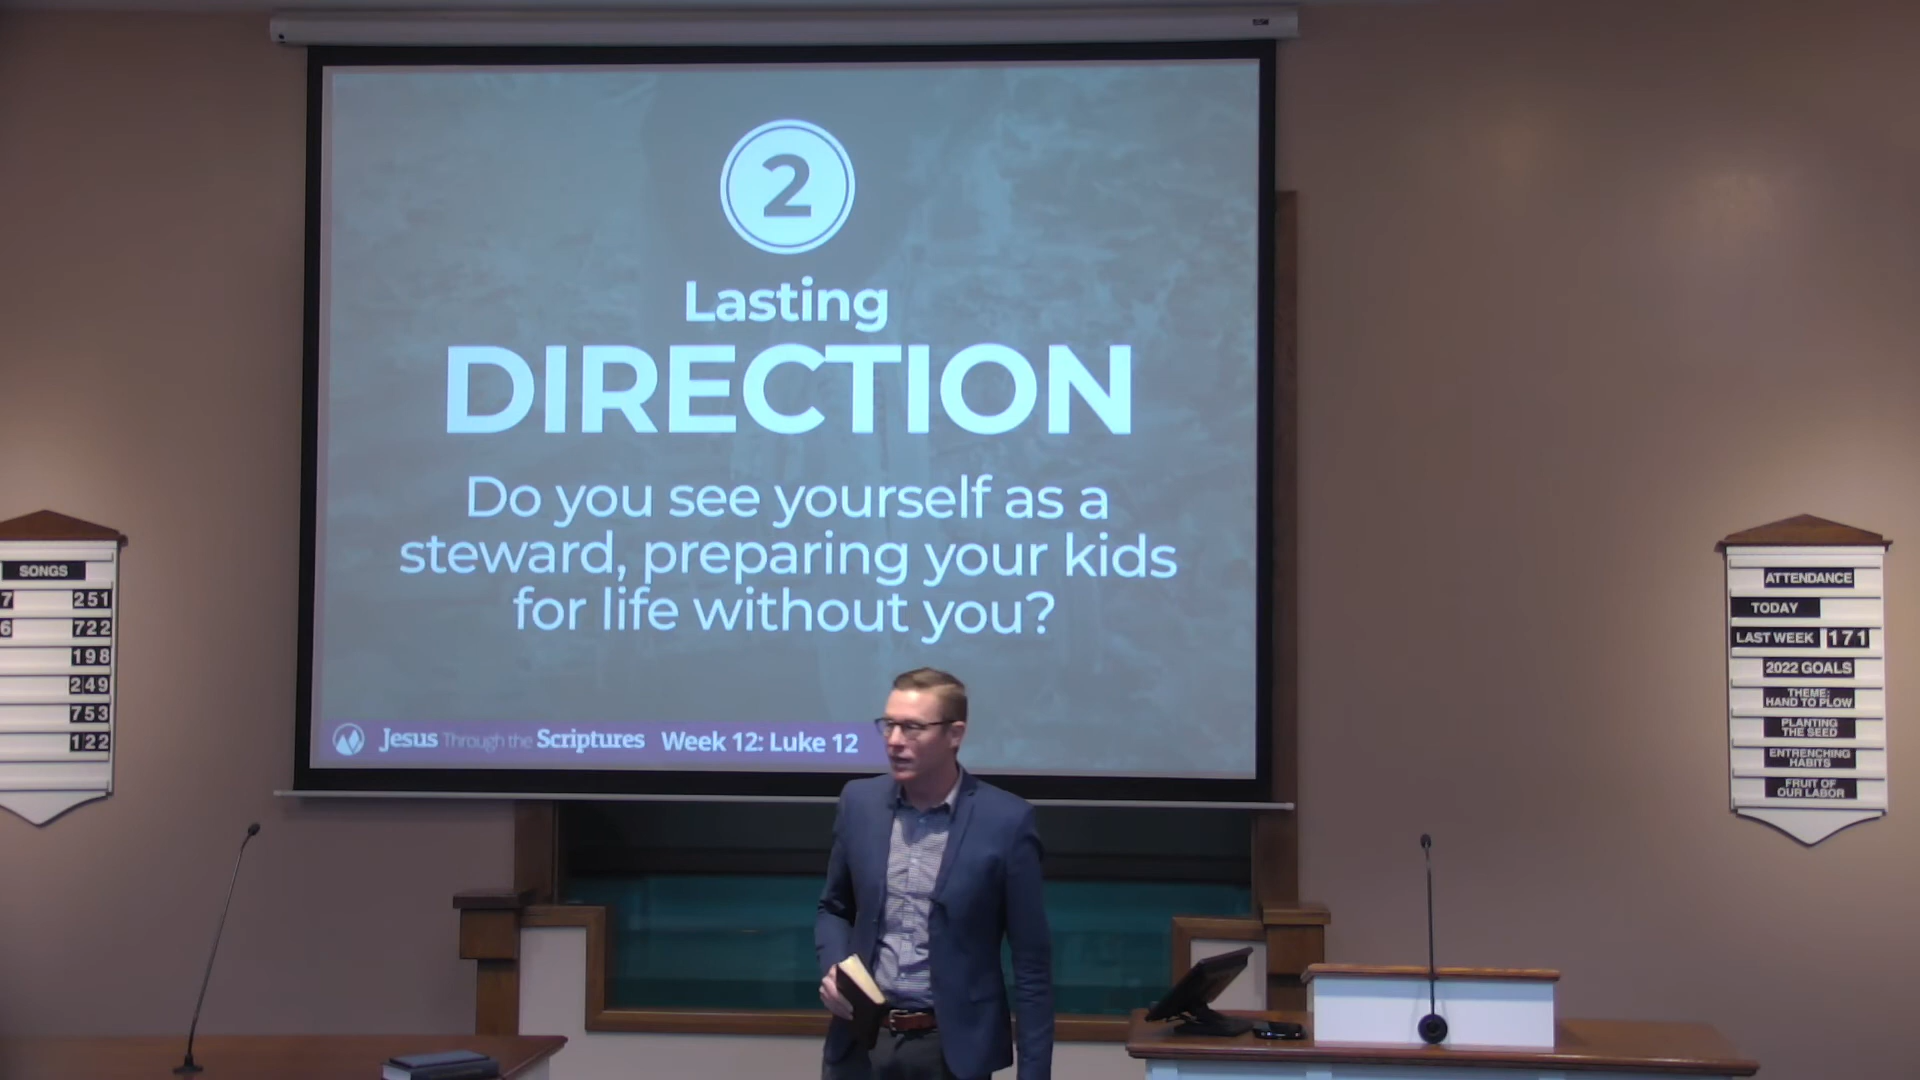 2
Lasting
DIRECTION
Do you see yourself as a
steward, preparing your kids
for life without you?
Jesus Through the Scriptures Week 12: Luke 12
SONGS
7 251
6 722
198
249
753
122
ATTENDANCE
TODAY
LAST WEEK 171
2022 GOALS
THEME:
HAND TO PLOW
PLANTING
THE SEED
ENTRENCHING
HABITS
FRUIT OF
OUR LABOR